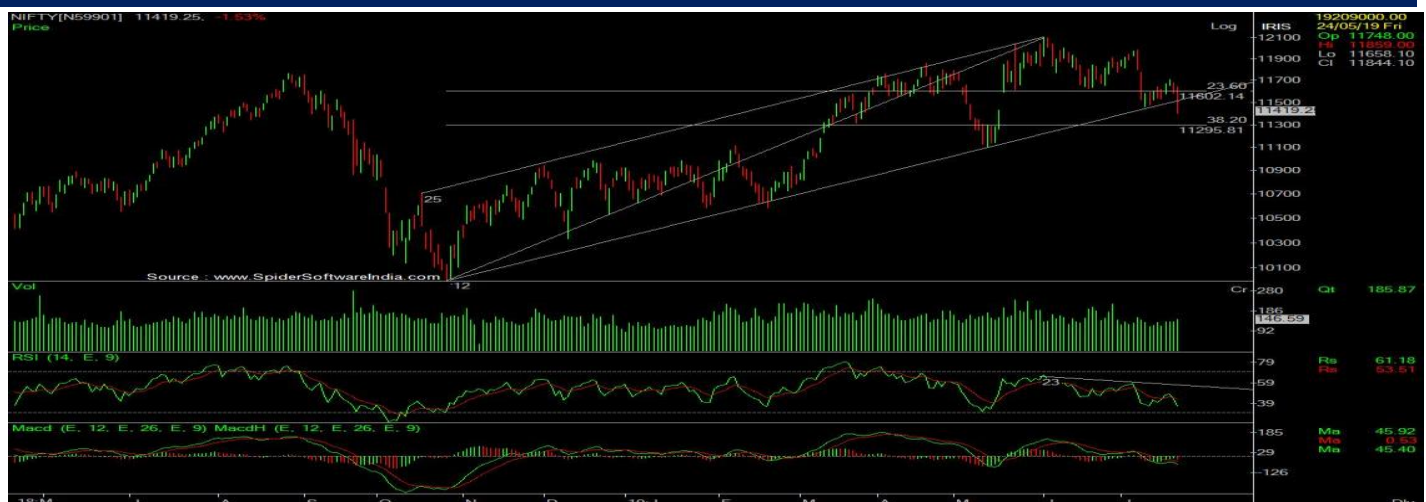 NIFTY[N59901] 11419.25, -1.53%
Price
Log
IRIS
19209000.00
24/05/19 Fri
Op 11748.00
Hi 11859.00
Lo 11658.10
Cl 11844.10
12100
11900
11700
11500
11419.25
11300
11100
10900
10700
10500
10300
10100
23.60
11602.14
38.20
11295.81
25
12
Source : www.SpiderSoftwareIndia.com
Vol
Cr
280
186
146.59
92
Qt 185.87
RSI (14, E, 9)
23
79
59
39
Rs 61.18
Rs 53.51
Macd (E, 12, E, 26, E, 9) MacdH (E, 12, E, 26, E, 9)
185
29
-126
Ma 45.92
Ma 0.53
Ma 45.40